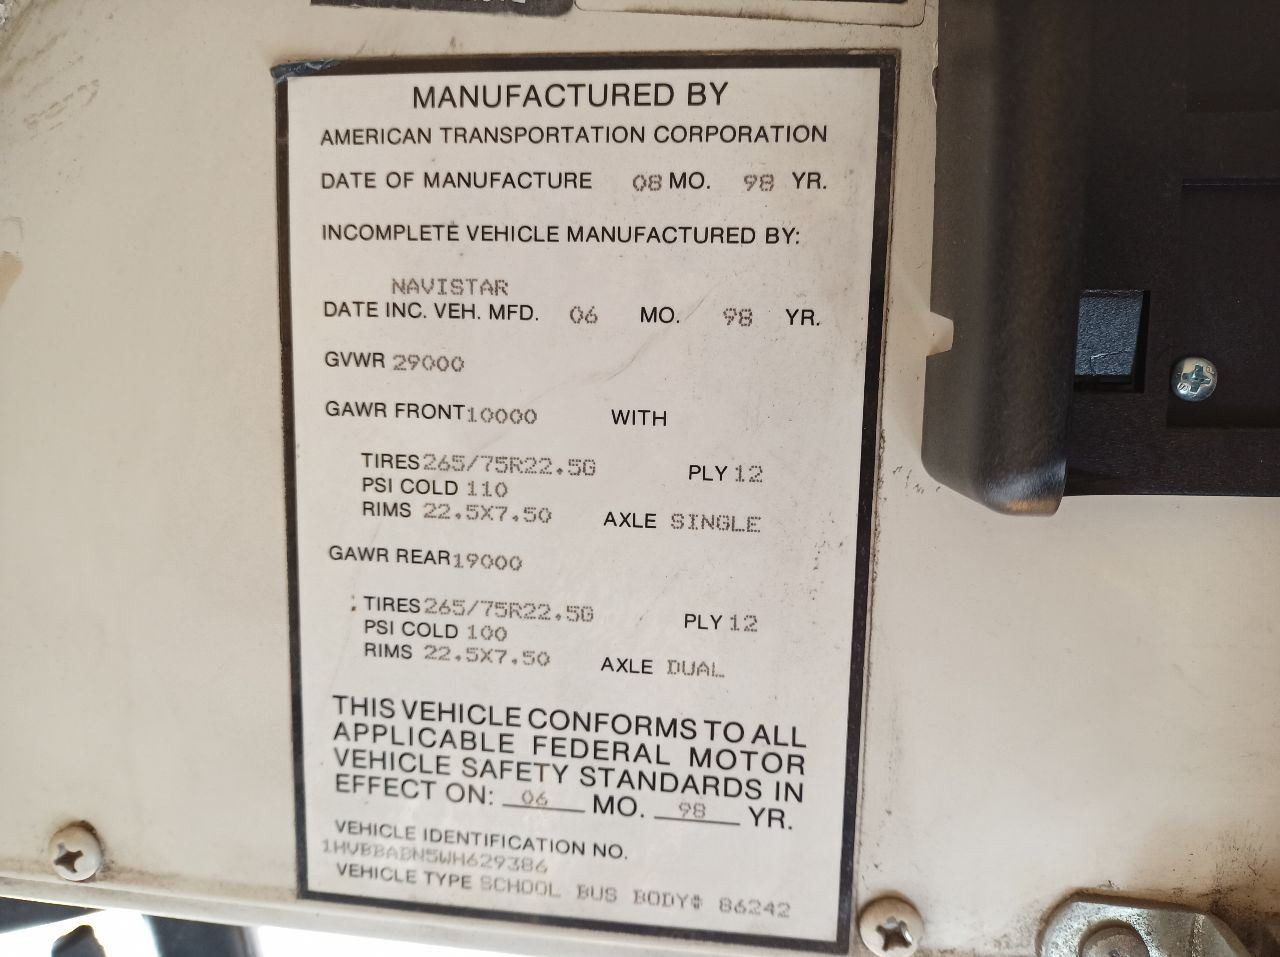 MANUFACTURED BY
AMERICAN TRANSPORTATION CORPORATION
DATE OF MANUFACTURE 08 MO. 98 YR.
INCOMPLETE VEHICLE MANUFACTURED BY:
NAVISTAR
DATE INC. VEH. MFD. 06 MO. 98 YR.
GVWR 29000
GAWR FRONT 10000 WITH
TIRES 265/75R22.5G PLY 12
PSI COLD 110
RIMS 22.5X7.50 AXLE SINGLE
GAWR REAR 19000
TIRES 265/75R22.5G PLY 12
PSI COLD 100
RIMS 22.5X7.50 AXLE DUAL
THIS VEHICLE CONFORMS TO ALL
APPLICABLE FEDERAL MOTOR
VEHICLE SAFETY STANDARDS IN
EFFECT ON: 06 MO. 98 YR.
VEHICLE IDENTIFICATION NO.
1HVBBABN5WH629386
VEHICLE TYPE SCHOOL BUS BODY# 86242